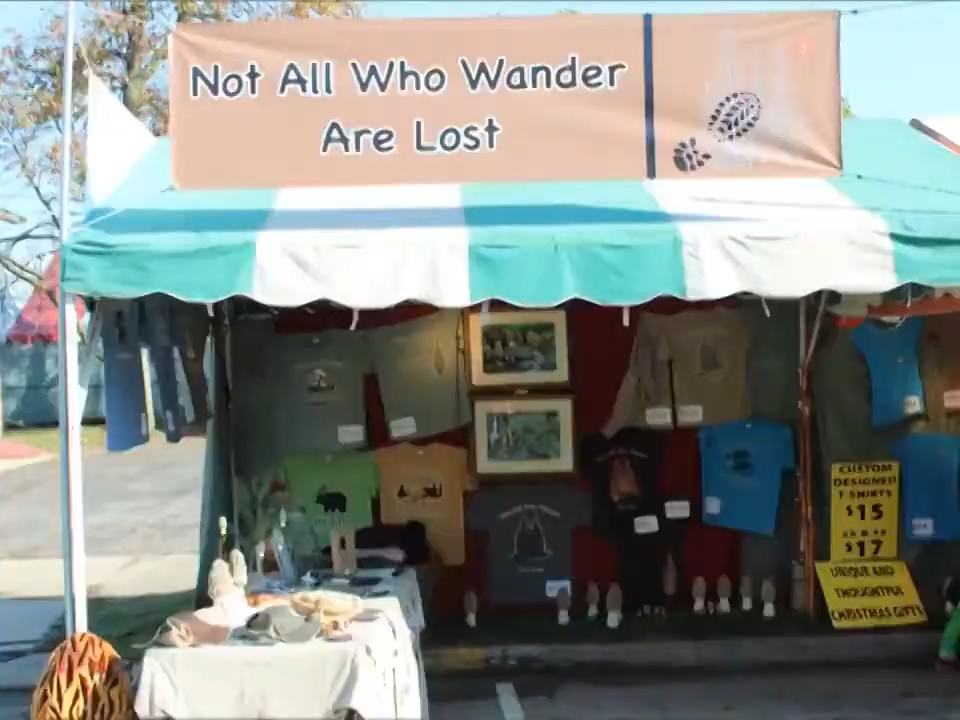 Not All Who Wander
Are Lost
CUSTOM
DESIGNED
T SHIRTS
$15
$17
UNIQUE AND
THOUGHTFUL
CHRISTMAS GIFTS